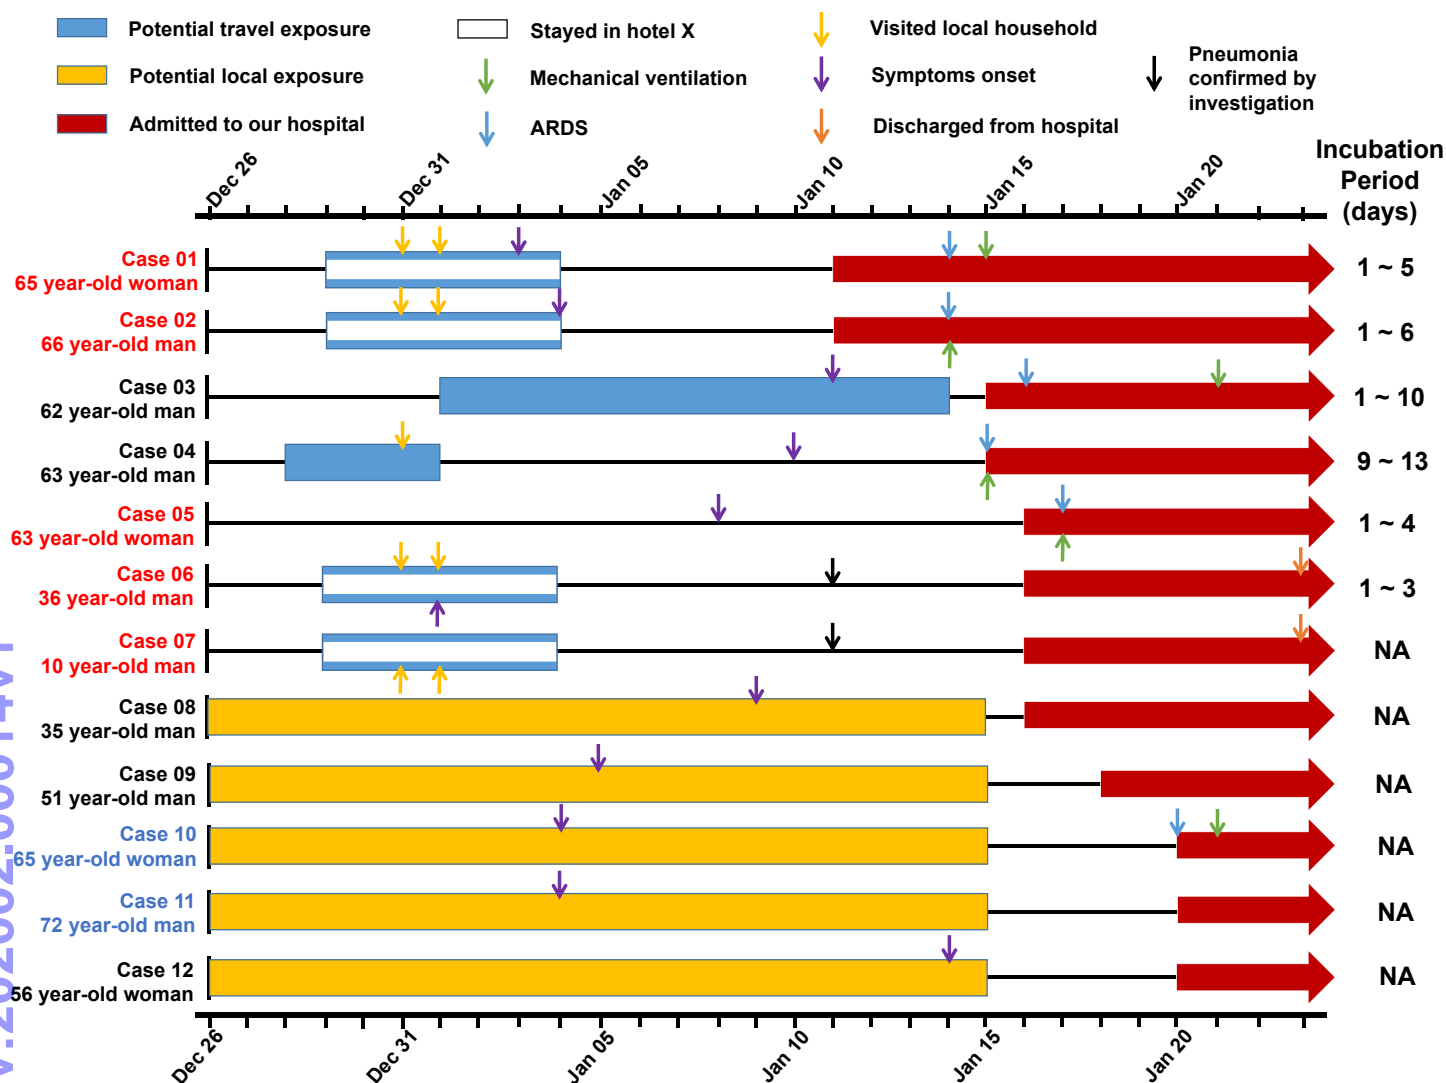 Potential travel exposure
Stayed in hotel X
Visited local household
Pneumonia
confirmed by
investigation
Potential local exposure
Mechanical ventilation
Symptoms onset
Admitted to our hospital
ARDS
Discharged from hospital
Incubation
Period
(days)
Dec 26
Dec 31
Jan 05
Jan 10
Jan 15
Jan 20
Case 01
65 year-old woman
1 ~ 5
Case 02
66 year-old man
1 ~ 6
Case 03
62 year-old man
1 ~ 10
Case 04
63 year-old man
9 ~ 13
Case 05
63 year-old woman
1 ~ 4
Case 06
36 year-old man
1 ~ 3
Case 07
10 year-old man
NA
Case 08
35 year-old man
NA
Case 09
51 year-old man
NA
Case 10
65 year-old woman
NA
Case 11
72 year-old man
NA
Case 12
56 year-old woman
NA
Dec 26
Dec 31
Jan 05
Jan 10
Jan 15
Jan 20